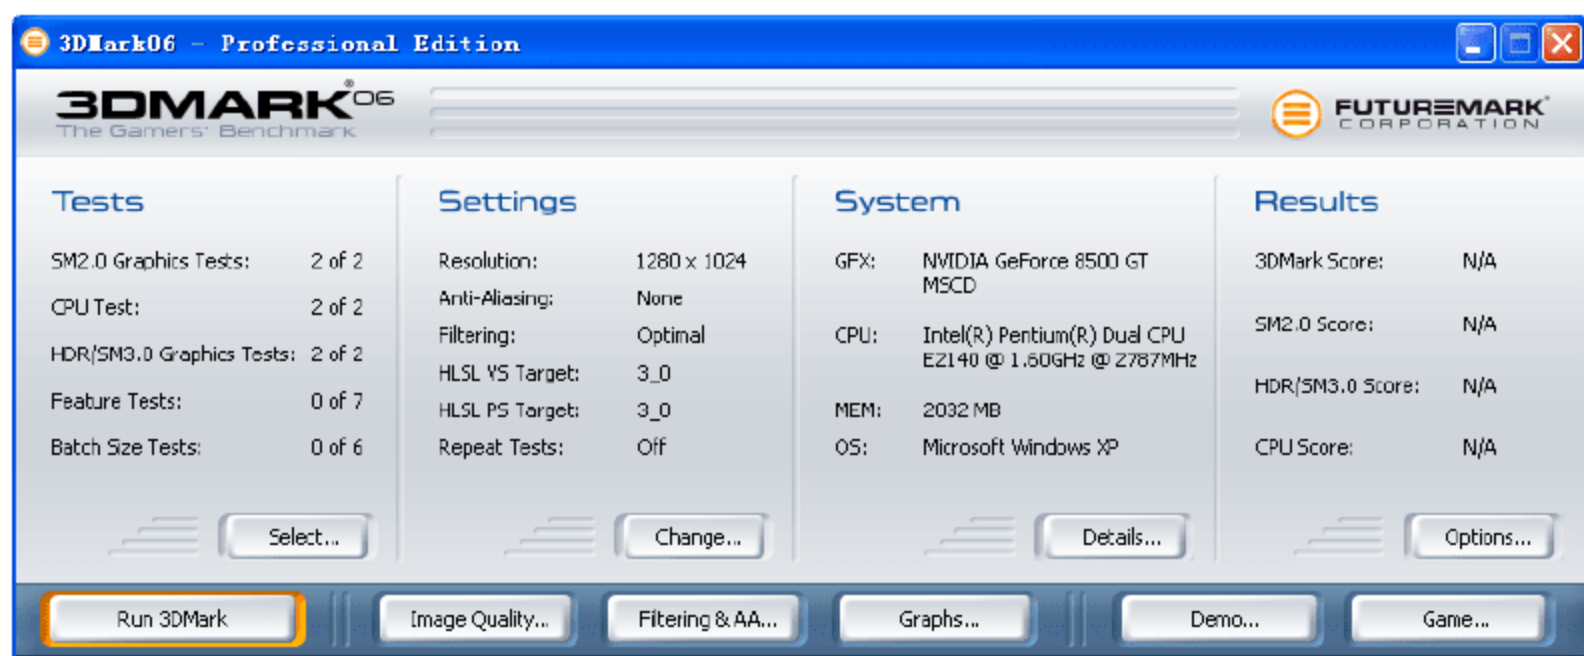 3DMark06 - Professional Edition
3DMARK®06
The Gamers' Benchmark
FUTUREMARK
CORPORATION
Tests
SM2.0 Graphics Tests: 2 of 2
CPU Test: 2 of 2
HDR/SM3.0 Graphics Tests: 2 of 2
Feature Tests: 0 of 7
Batch Size Tests: 0 of 6
Select...
Settings
Resolution: 1280 x 1024
Anti-Aliasing: None
Filtering: Optimal
HLSL VS Target: 3_0
HLSL PS Target: 3_0
Repeat Tests: Off
Change...
System
GFX: NVIDIA GeForce 8500 GT
MSCD
CPU: Intel(R) Pentium(R) Dual CPU
E2140 @ 1.60GHz @ 2787MHz
MEM: 2032 MB
OS: Microsoft Windows XP
Details...
Results
3DMark Score: N/A
SM2.0 Score: N/A
HDR/SM3.0 Score: N/A
CPU Score: N/A
Options...
Run 3DMark
Image Quality...
Filtering & AA...
Graphs...
Demo...
Game...